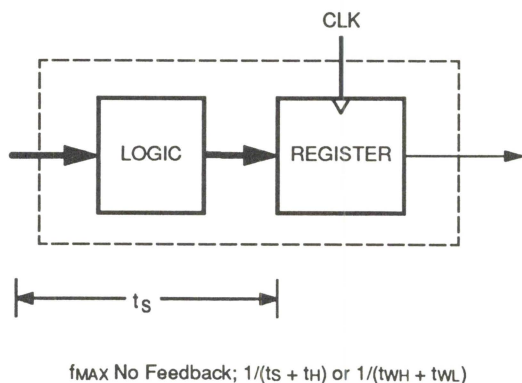 CLK
LOGIC
REGISTER
tS
fMAX No Feedback; 1/(tS + tH) or 1/(tWH + tWL)